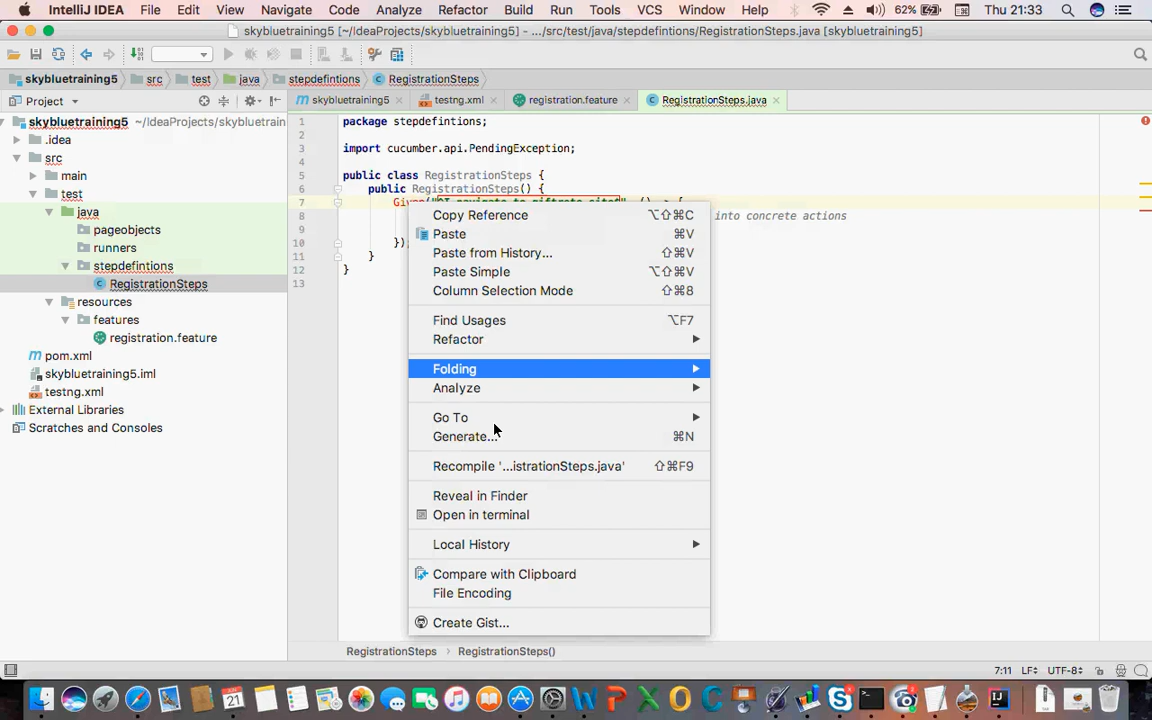 IntelliJ IDEA File Edit View Navigate Code Analyze Refactor Build Run Tools VCS Window Help 62% Thu 21:33
skybluetraining5 [~/IdeaProjects/skybluetraining5] - .../src/test/java/stepdefintions/RegistrationSteps.java [skybluetraining5]
skybluetraining5 src test java stepdefintions RegistrationSteps
Project skybluetraining5 testng.xml registration.feature RegistrationSteps.java
skybluetraining5 ~/IdeaProjects/skybluetrain
.idea
src
main
test
java
pageobjects
runners
stepdefintions
RegistrationSteps
resources
features
registration.feature
pom.xml
skybluetraining5.iml
testng.xml
External Libraries
Scratches and Consoles
1 package stepdefintions;
2
3 import cucumber.api.PendingException;
4
5 public class RegistrationSteps {
6 public RegistrationSteps() {
7
8 into concrete actions
9
10 });
11 }
12 }
13
Copy Reference ⌥⇧⌘C
Paste ⌘V
Paste from History... ⇧⌘V
Paste Simple ⌥⇧⌘V
Column Selection Mode ⇧⌘8
Find Usages ⌥F7
Refactor
Folding
Analyze
Go To
Generate... ⌘N
Recompile '...istrationSteps.java' ⇧⌘F9
Reveal in Finder
Open in terminal
Local History
Compare with Clipboard
File Encoding
Create Gist...
RegistrationSteps RegistrationSteps()
7:11 LF UTF-8